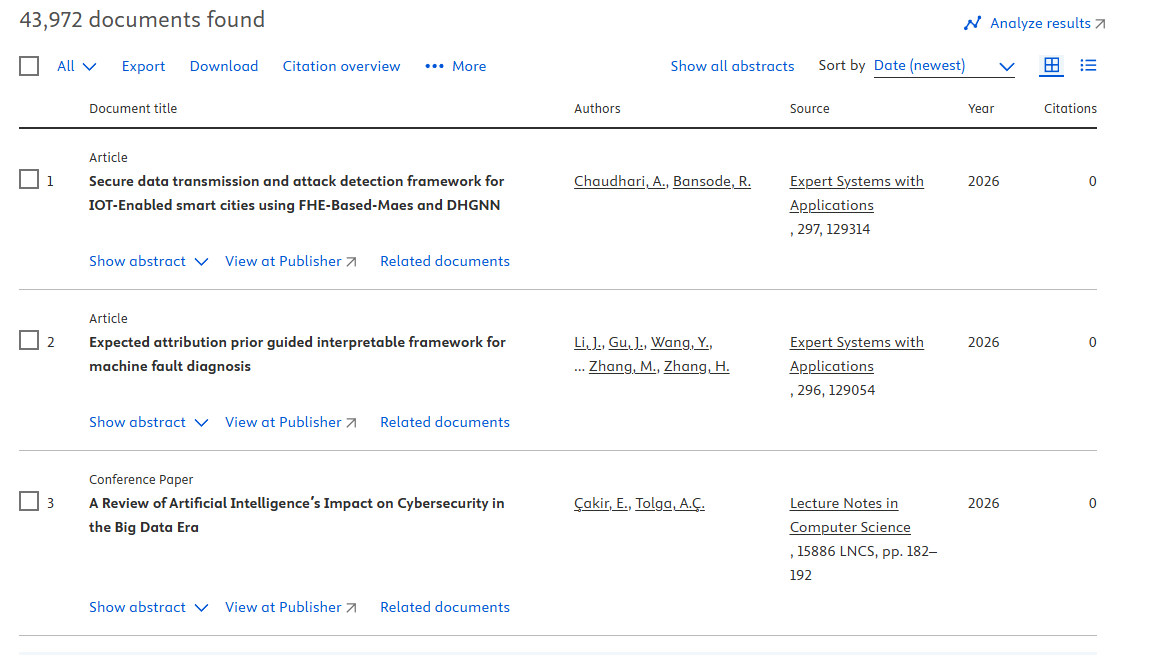 43,972 documents found
Analyze results
All Export Download Citation overview ••• More Show all abstracts Sort by Date (newest)
Document title Authors Source Year Citations
Article
1 Secure data transmission and attack detection framework for Chaudhari, A., Bansode, R. Expert Systems with 2026 0
IOT-Enabled smart cities using FHE-Based-Maes and DHGNN Applications
, 297, 129314
Show abstract View at Publisher Related documents
Article
2 Expected attribution prior guided interpretable framework for Li, J., Gu, J., Wang, Y., Expert Systems with 2026 0
machine fault diagnosis ... Zhang, M., Zhang, H. Applications
, 296, 129054
Show abstract View at Publisher Related documents
Conference Paper
3 A Review of Artificial Intelligence’s Impact on Cybersecurity in Çakir, E., Tolga, A.Ç. Lecture Notes in 2026 0
the Big Data Era Computer Science
, 15886 LNCS, pp. 182–
192
Show abstract View at Publisher Related documents